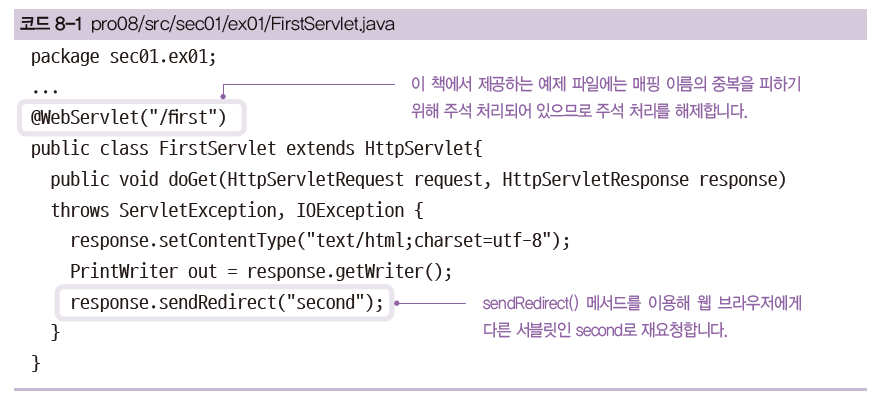 코드 8-1 pro08/src/sec01/ex01/FirstServlet.java
package sec01.ex01;
...
이 책에서 제공하는 예제 파일에는 매핑 이름의 중복을 피하기
위해 주석 처리되어 있으므로 주석 처리를 해제합니다.
@WebServlet("/first")
public class FirstServlet extends HttpServlet{
public void doGet(HttpServletRequest request, HttpServletResponse response)
throws ServletException, IOException {
response.setContentType("text/html;charset=utf-8");
PrintWriter out = response.getWriter();
response.sendRedirect("second");
sendRedirect() 메서드를 이용해 웹 브라우저에게
다른 서블릿인 second로 재요청합니다.
}
}